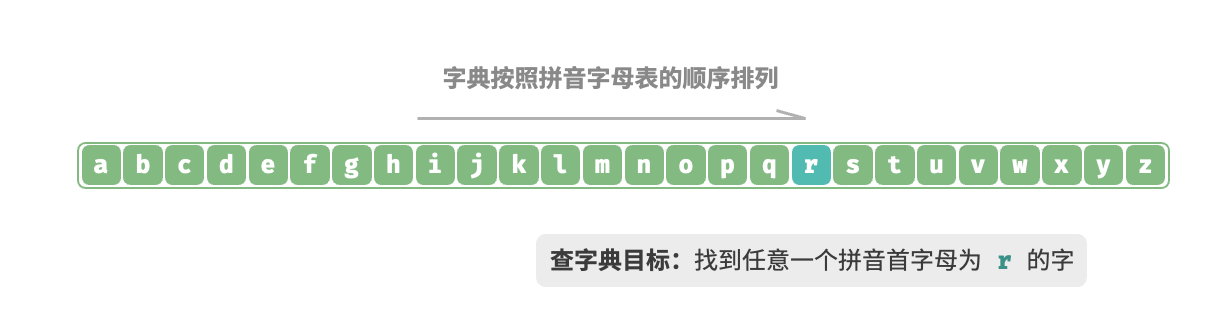 字典按照拼音字母表的顺序排列
a b c d e f g h i j k l m n o p q r s t u v w x y z
查字典目标：找到任意一个拼音首字母为 r 的字